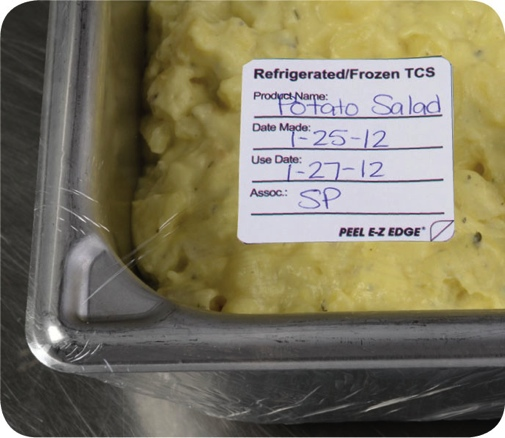 Refrigerated/Frozen TCS
Product Name: Potato Salad
Date Made: 1-25-12
Use Date: 1-27-12
Assoc.: SP
PEEL E-Z EDGE®